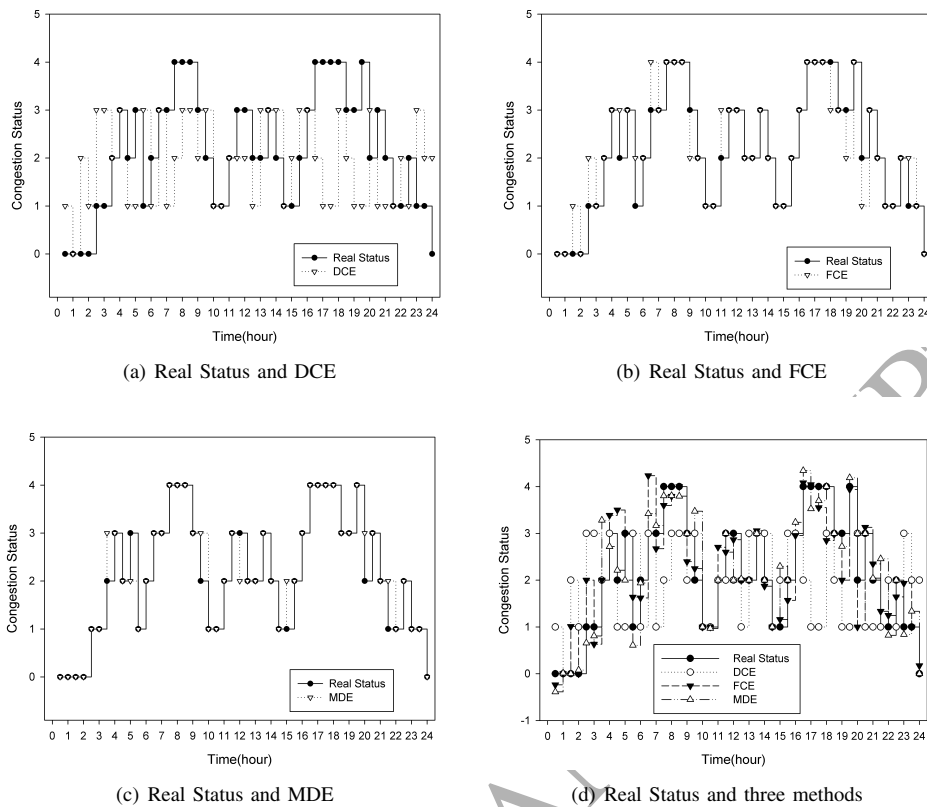 5
4
3
2
1
0
Congestion Status
0 1 2 3 4 5 6 7 8 9 10 11 12 13 14 15 16 17 18 19 20 21 22 23 24
Time(hour)
Real Status
DCE
(a) Real Status and DCE
5
4
3
2
1
0
Congestion Status
0 1 2 3 4 5 6 7 8 9 10 11 12 13 14 15 16 17 18 19 20 21 22 23 24
Time(hour)
Real Status
FCE
(b) Real Status and FCE
5
4
3
2
1
0
Congestion Status
0 1 2 3 4 5 6 7 8 9 10 11 12 13 14 15 16 17 18 19 20 21 22 23 24
Time(hour)
Real Status
MDE
(c) Real Status and MDE
5
4
3
2
1
0
-1
Congestion Status
0 1 2 3 4 5 6 7 8 9 10 11 12 13 14 15 16 17 18 19 20 21 22 23 24
Time(hour)
Real Status
DCE
FCE
MDE
(d) Real Status and three methods